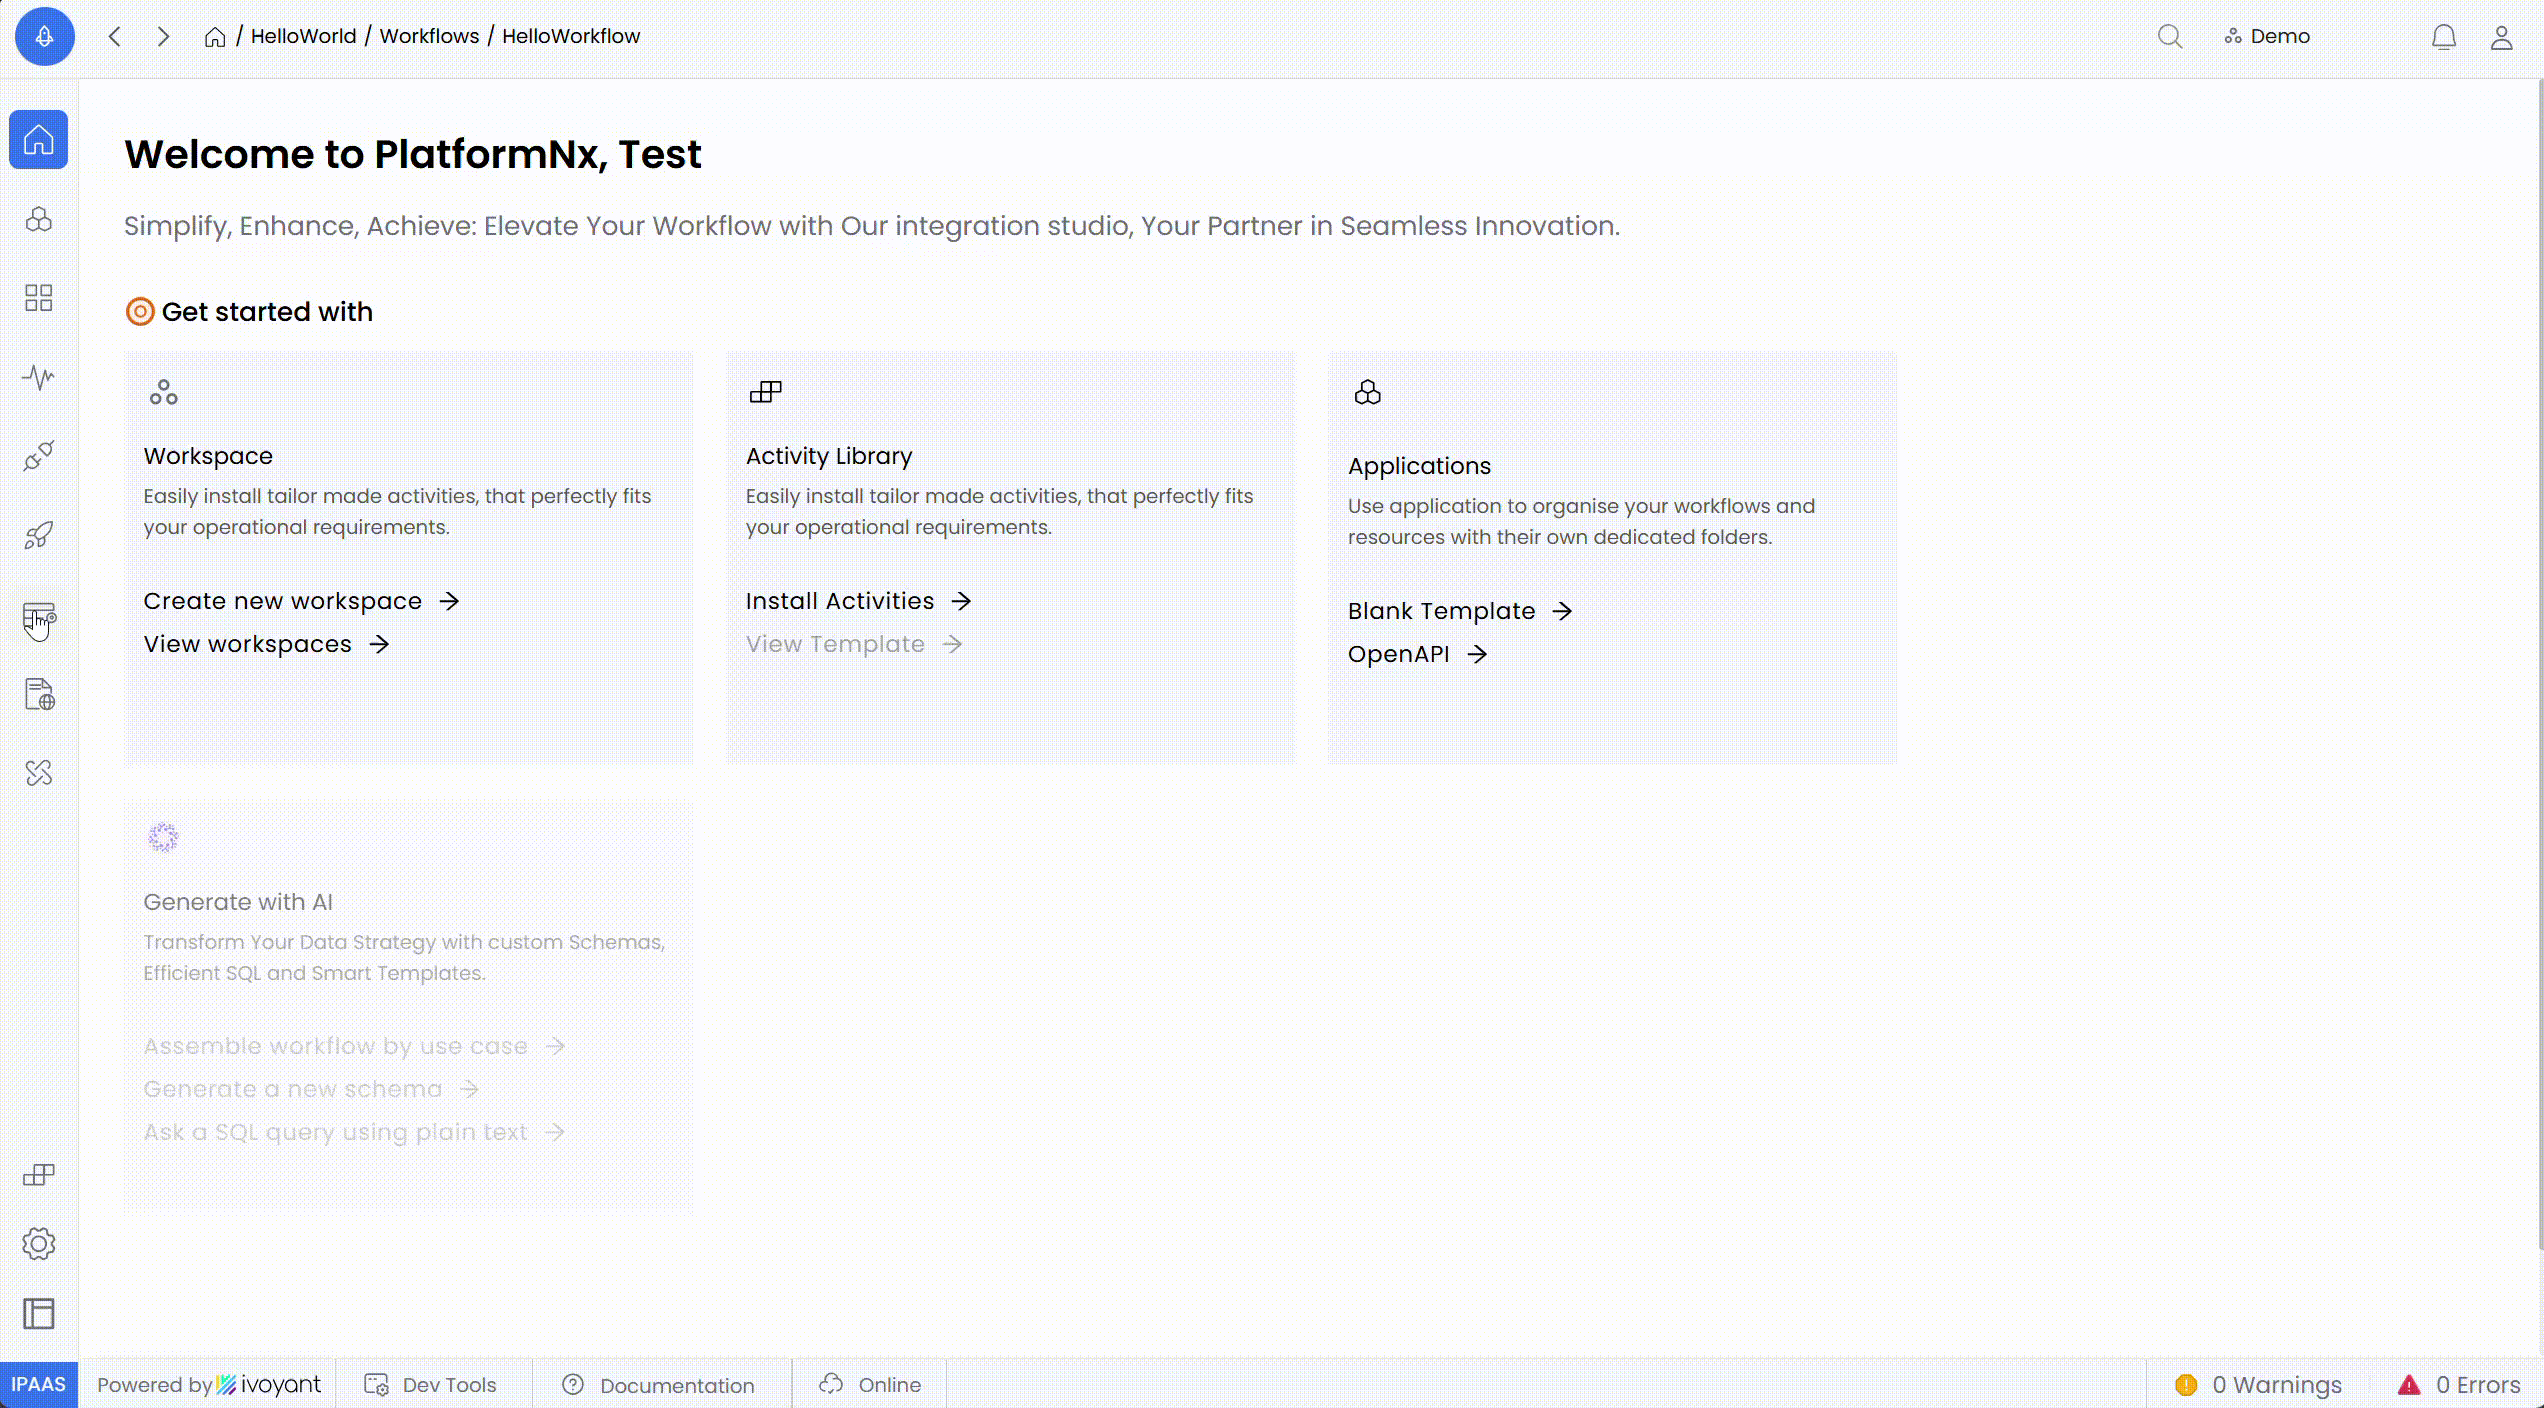 / HelloWorld / Workflows / HelloWorkflow
Demo
Welcome to PlatformNx, Test
Simplify, Enhance, Achieve: Elevate Your Workflow with Our integration studio, Your Partner in Seamless Innovation.
Get started with
Workspace
Easily install tailor made activities, that perfectly fits
your operational requirements.
Create new workspace
View workspaces
Activity Library
Easily install tailor made activities, that perfectly fits
your operational requirements.
Install Activities
View Template
Applications
Use application to organise your workflows and
resources with their own dedicated folders.
Blank Template
OpenAPI
Generate with AI
Transform Your Data Strategy with custom Schemas,
Efficient SQL and Smart Templates.
Assemble workflow by use case
Generate a new schema
Ask a SQL query using plain text
IPAAS
Powered by ivoyant
Dev Tools
Documentation
Online
0 Warnings
0 Errors